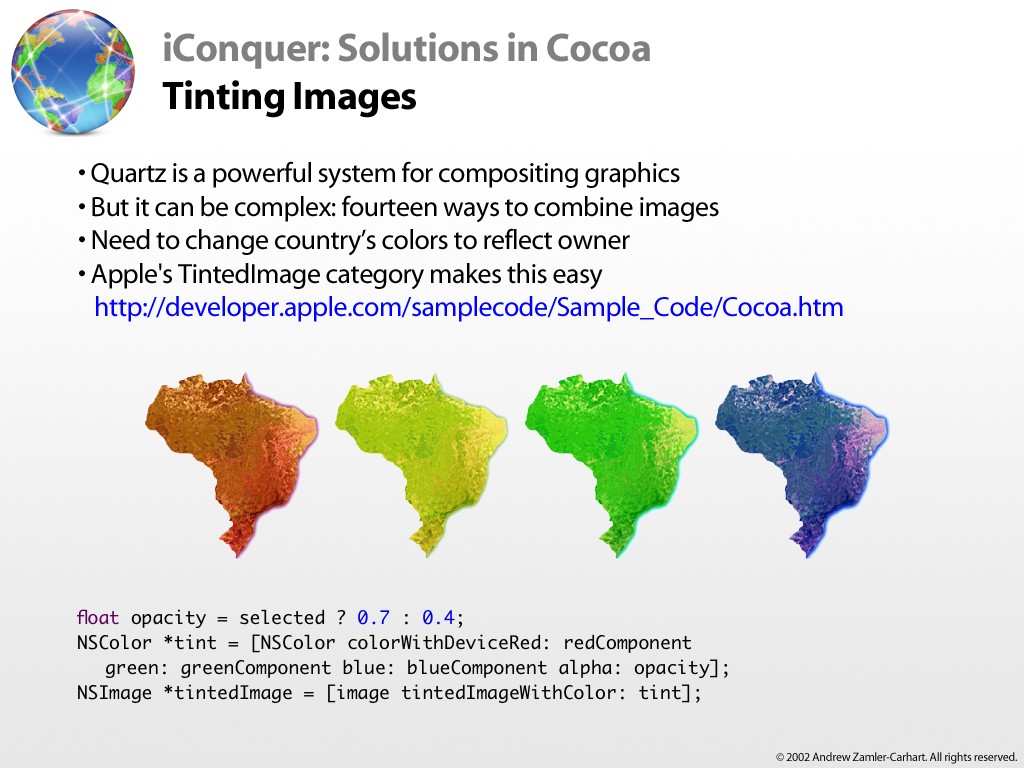 iConquer: Solutions in Cocoa
Tinting Images
• Quartz is a powerful system for compositing graphics
• But it can be complex: fourteen ways to combine images
• Need to change country’s colors to reflect owner
• Apple's TintedImage category makes this easy
http://developer.apple.com/samplecode/Sample_Code/Cocoa.htm
float opacity = selected ? 0.7 : 0.4;
NSColor *tint = [NSColor colorWithDeviceRed: redComponent
green: greenComponent blue: blueComponent alpha: opacity];
NSImage *tintedImage = [image tintedImageWithColor: tint];
© 2002 Andrew Zamler-Carhart. All rights reserved.